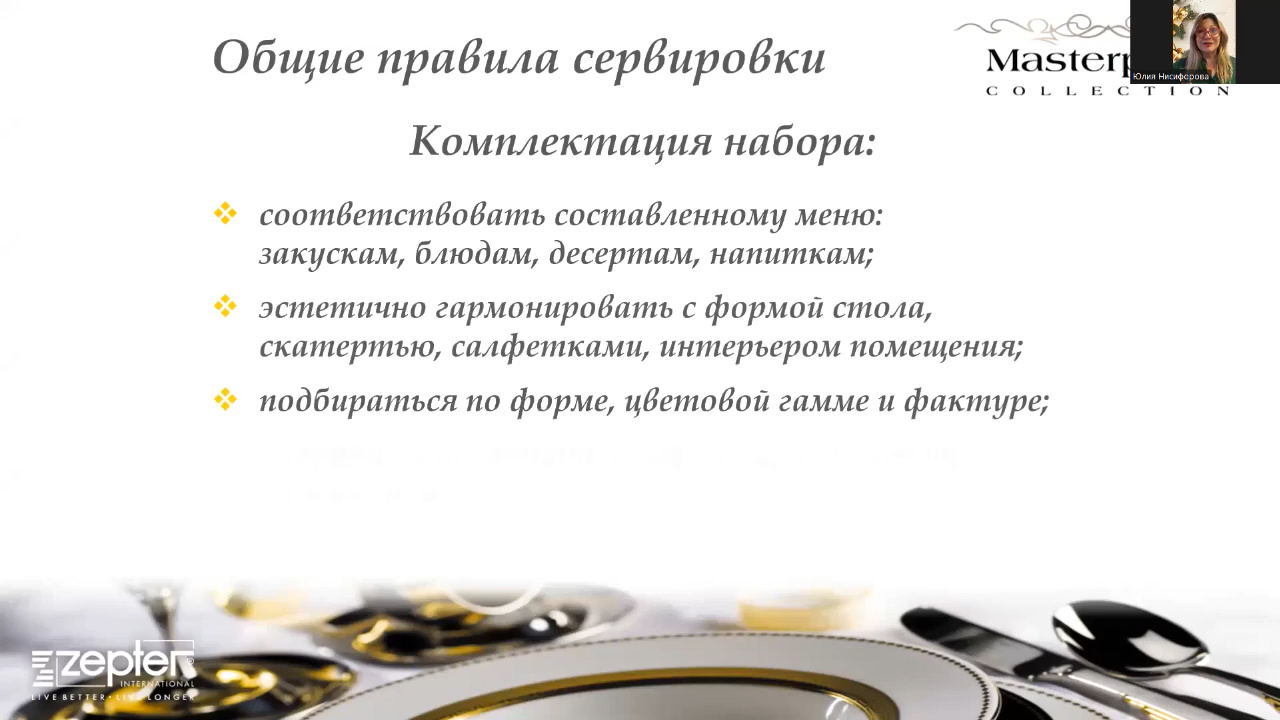 Общие правила сервировки
Masterp
COLLECTION
Юлия Нисифорова
Комплектация набора:
соответствовать составленному меню:
закускам, блюдам, десертам, напиткам;
эстетично гармонировать с формой стола,
скатертью, салфетками, интерьером помещения;
подбираться по форме, цветовой гамме и фактуре;
zepter
INTERNATIONAL
LIVE BETTER • LIVE LONGER